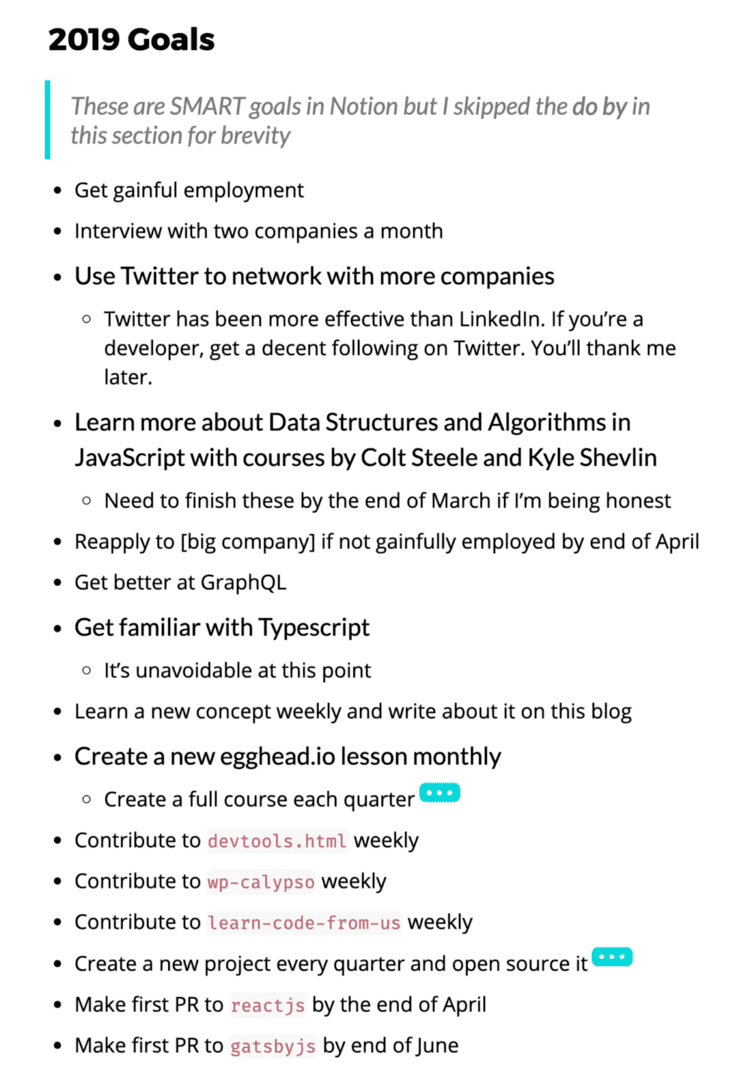 2019 Goals
These are SMART goals in Notion but I skipped the do by in
this section for brevity
• Get gainful employment
• Interview with two companies a month
• Use Twitter to network with more companies
○ Twitter has been more effective than LinkedIn. If you’re a
developer, get a decent following on Twitter. You’ll thank me
later.
• Learn more about Data Structures and Algorithms in
JavaScript with courses by Colt Steele and Kyle Shevlin
○ Need to finish these by the end of March if I’m being honest
• Reapply to [big company] if not gainfully employed by end of April
• Get better at GraphQL
• Get familiar with Typescript
○ It’s unavoidable at this point
• Learn a new concept weekly and write about it on this blog
• Create a new egghead.io lesson monthly
○ Create a full course each quarter
• Contribute to devtools.html weekly
• Contribute to wp-calypso weekly
• Contribute to learn-code-from-us weekly
• Create a new project every quarter and open source it
• Make first PR to reactjs by the end of April
• Make first PR to gatsbyjs by end of June